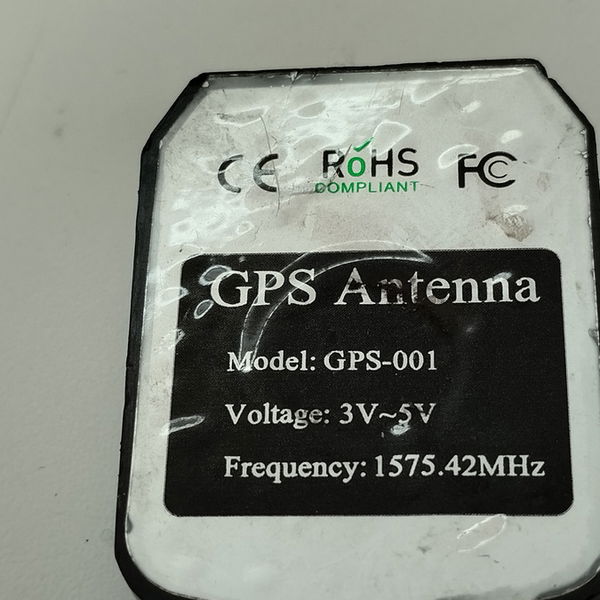 CE RoHS FC
COMPLIANT
GPS Antenna
Model: GPS-001
Voltage: 3V~5V
Frequency: 1575.42MHz